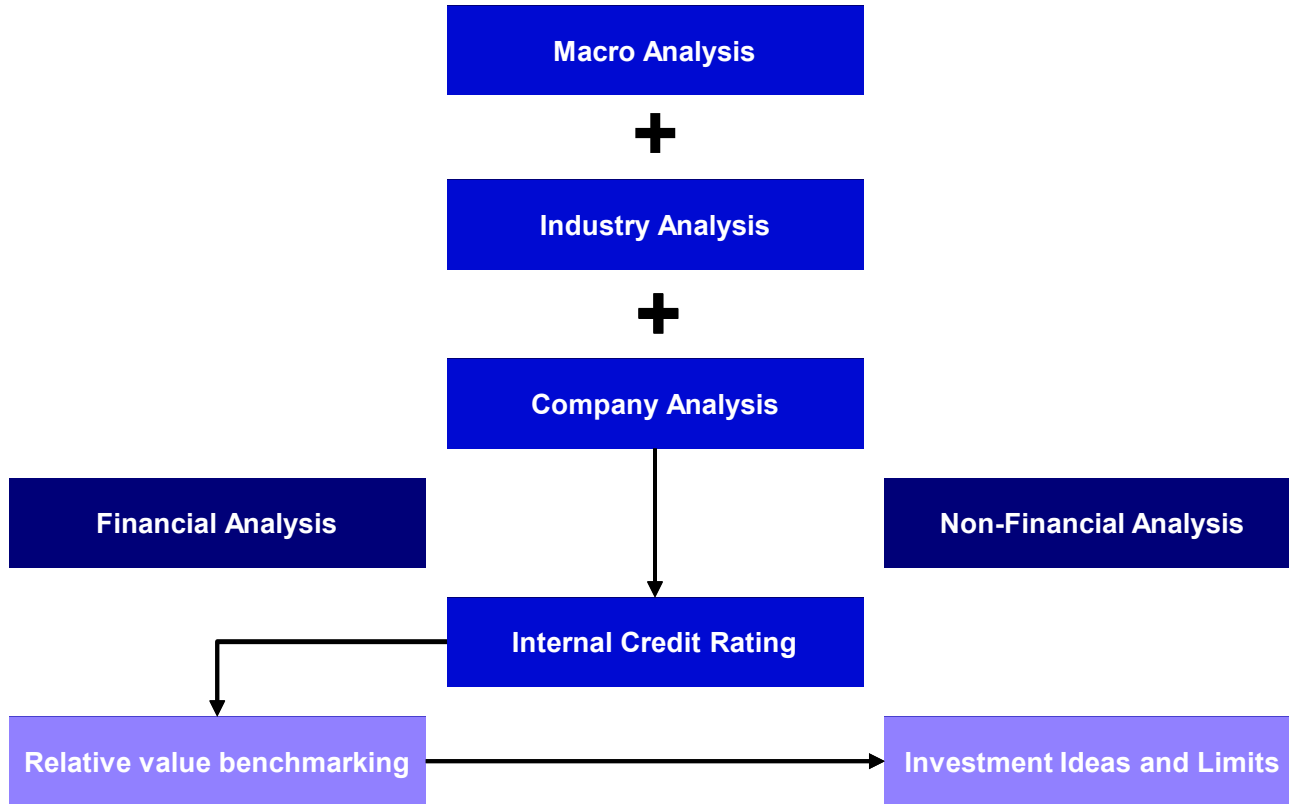 Macro Analysis
+
Industry Analysis
+
Company Analysis
Financial Analysis
Non-Financial Analysis
Internal Credit Rating
Relative value benchmarking
Investment Ideas and Limits